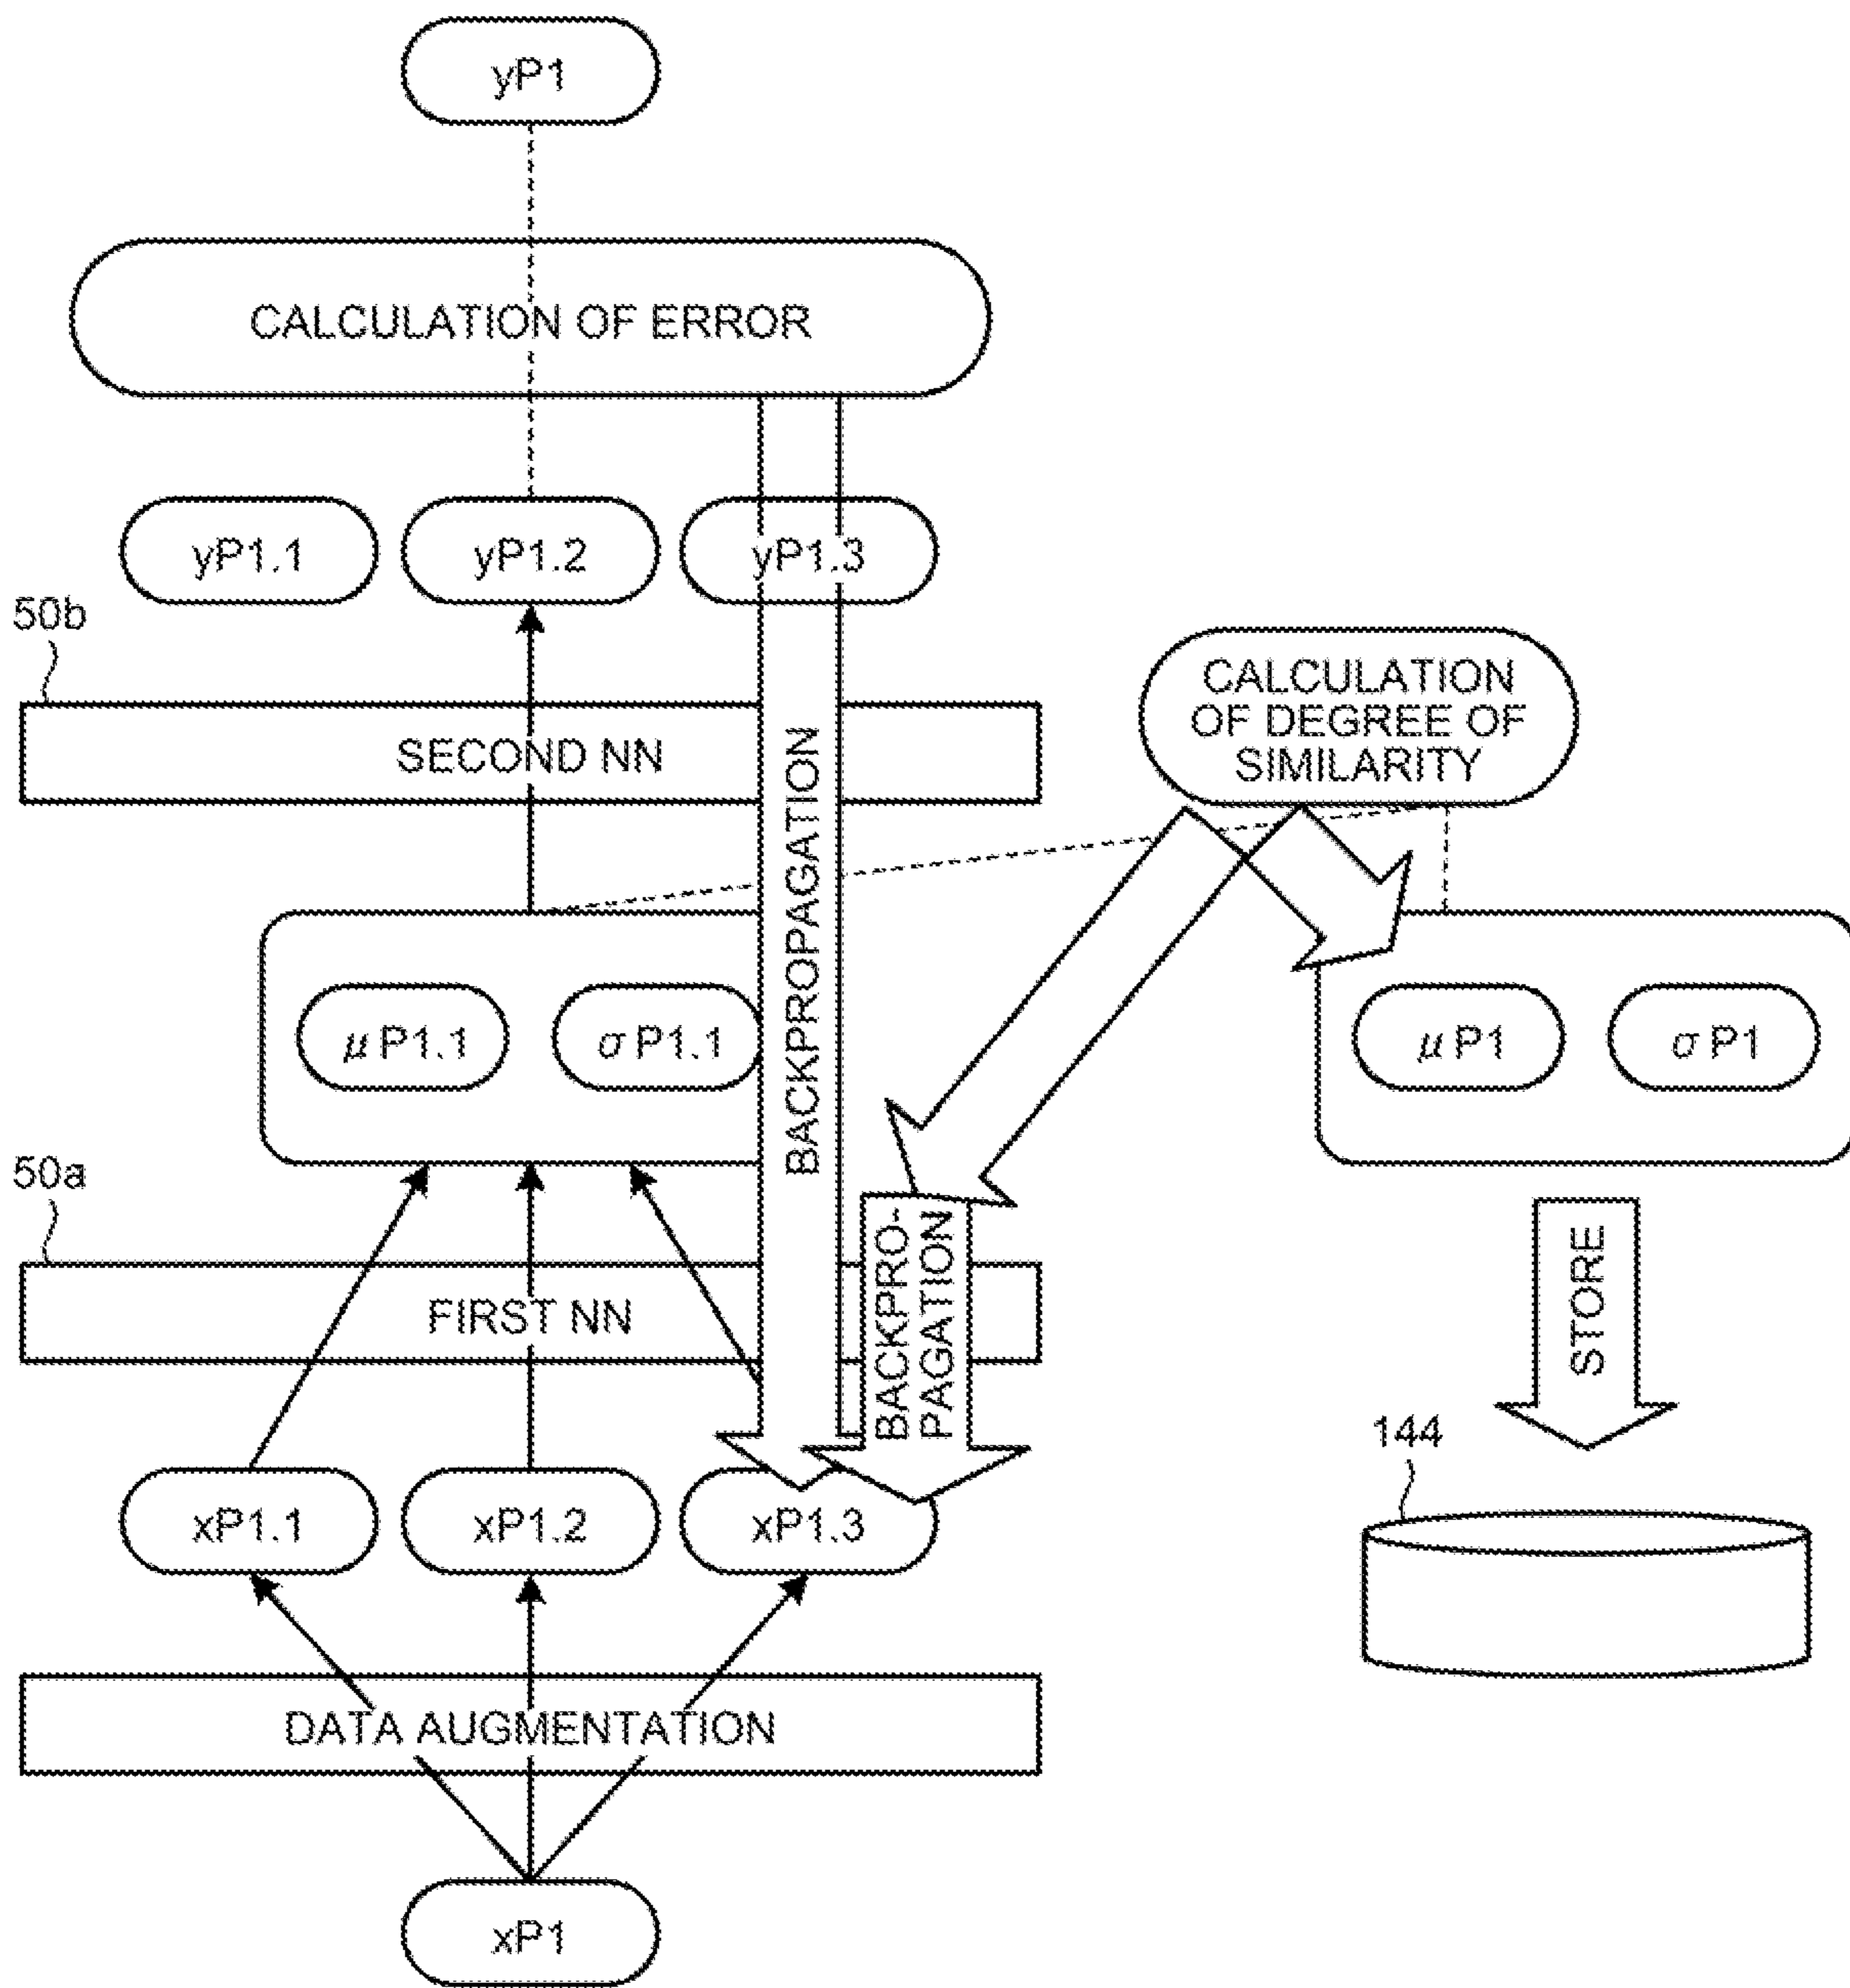 yP1
CALCULATION OF ERROR
yP1.1
yP1.2
yP1.3
50b
SECOND NN
CALCULATION
OF DEGREE OF
SIMILARITY
BACKPROPAGATION
μP1.1
σP1.1
μP1
σP1
50a
FIRST NN
BACKPRO-
PAGATION
STORE
144
xP1.1
xP1.2
xP1.3
DATA AUGMENTATION
xP1